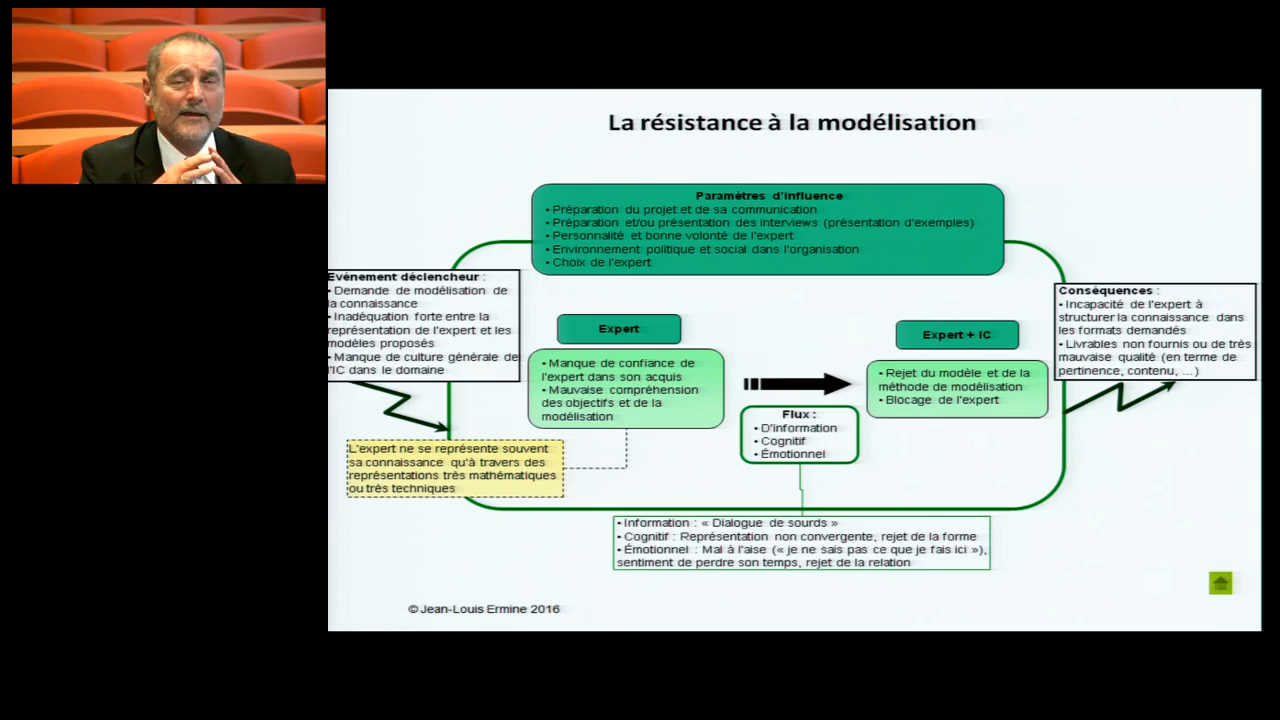 La résistance à la modélisation
Paramètres d'influence
• Préparation du projet et de sa communication
• Préparation et/ou présentation des interviews (présentation d'exemples)
• Personnalité et bonne volonté de l'expert
• Environnement politique et social dans l'organisation
• Choix de l'expert
Evénement déclencheur :
• Demande de modélisation de
la connaissance
• Inadéquation forte entre la
représentation de l'expert et les
modèles proposés
• Manque de culture générale de
l'IC dans le domaine
Expert
• Manque de confiance de
l'expert dans son acquis
• Mauvaise compréhension
des objectifs et de la
modélisation
Flux :
• D'information
• Cognitif
• Émotionnel
Expert + IC
• Rejet du modèle et de la
méthode de modélisation
• Blocage de l'expert
Conséquences :
• Incapacité de l'expert à
structurer la connaissance dans
les formats demandés
• Livrables non fournis ou de très
mauvaise qualité (en terme de
pertinence, contenu, ...)
L'expert ne se représente souvent
sa connaissance qu'à travers des
représentations très mathématiques
ou très techniques
• Information : « Dialogue de sourds »
• Cognitif : Représentation non convergente, rejet de la forme
• Émotionnel : Mal à l'aise (« je ne sais pas ce que je fais ici »),
sentiment de perdre son temps, rejet de la relation
© Jean-Louis Ermine 2016